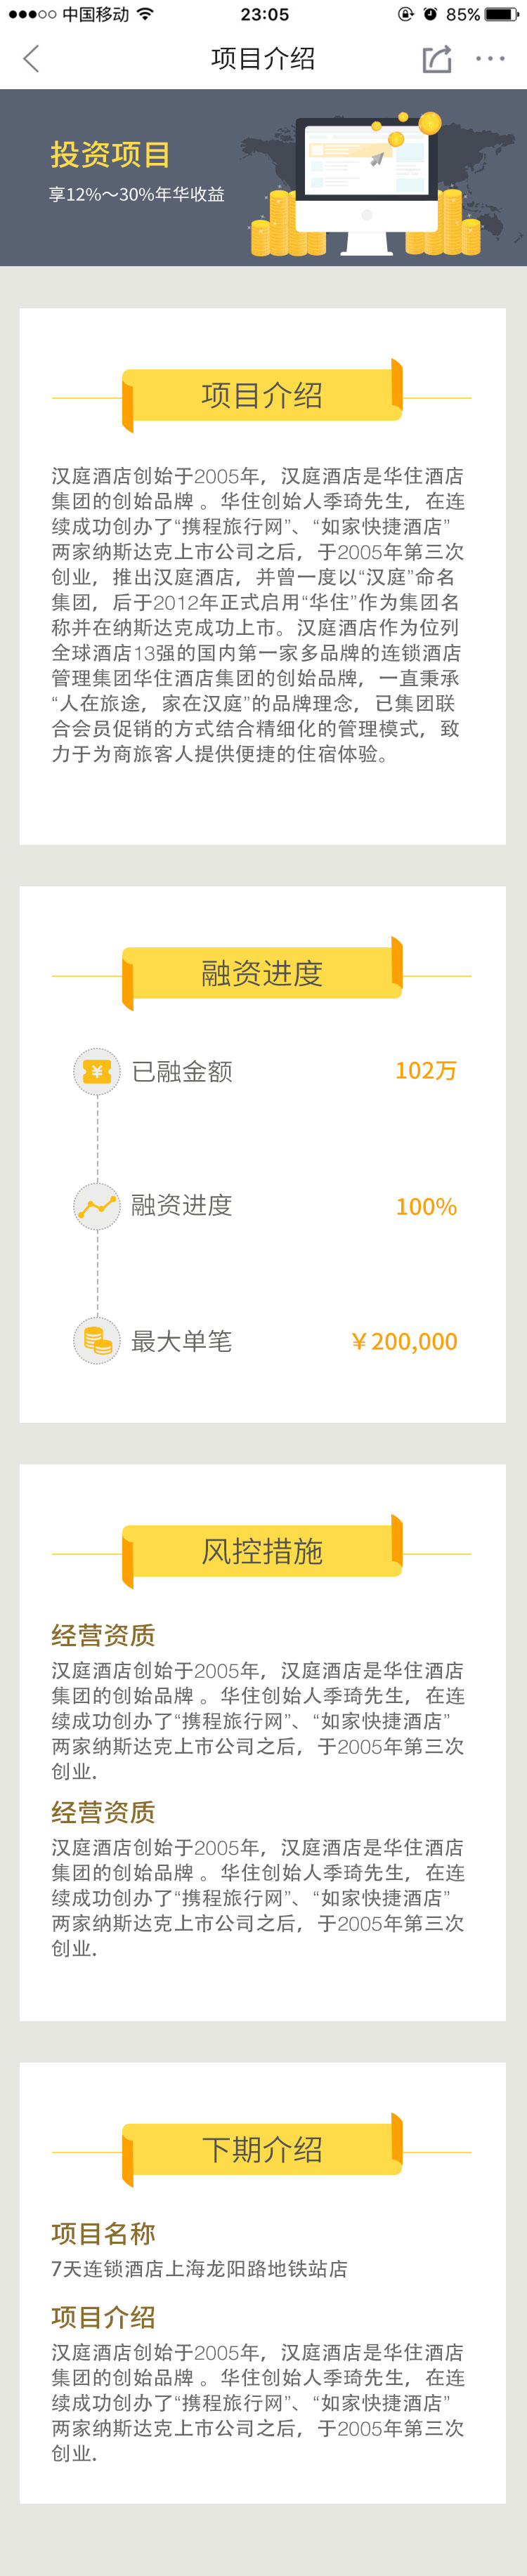 中国移动
23:05
85%
项目介绍
投资项目
享12%～30%年华收益
项目介绍
汉庭酒店创始于2005年，汉庭酒店是华住酒店
集团的创始品牌 。华住创始人季琦先生，在连
续成功创办了“携程旅行网”、“如家快捷酒店”
两家纳斯达克上市公司之后，于2005年第三次
创业，推出汉庭酒店，并曾一度以“汉庭”命名
集团，后于2012年正式启用“华住”作为集团名
称并在纳斯达克成功上市。汉庭酒店作为位列
全球酒店13强的国内第一家多品牌的连锁酒店
管理集团华住酒店集团的创始品牌，一直秉承
“人在旅途，家在汉庭”的品牌理念，已集团联
合会员促销的方式结合精细化的管理模式，致
力于为商旅客人提供便捷的住宿体验。
融资进度
已融金额
102万
融资进度
100%
最大单笔
￥200,000
风控措施
经营资质
汉庭酒店创始于2005年，汉庭酒店是华住酒店
集团的创始品牌 。华住创始人季琦先生，在连
续成功创办了“携程旅行网”、“如家快捷酒店”
两家纳斯达克上市公司之后，于2005年第三次
创业.
经营资质
汉庭酒店创始于2005年，汉庭酒店是华住酒店
集团的创始品牌 。华住创始人季琦先生，在连
续成功创办了“携程旅行网”、“如家快捷酒店”
两家纳斯达克上市公司之后，于2005年第三次
创业.
下期介绍
项目名称
7天连锁酒店上海龙阳路地铁站店
项目介绍
汉庭酒店创始于2005年，汉庭酒店是华住酒店
集团的创始品牌 。华住创始人季琦先生，在连
续成功创办了“携程旅行网”、“如家快捷酒店”
两家纳斯达克上市公司之后，于2005年第三次
创业.